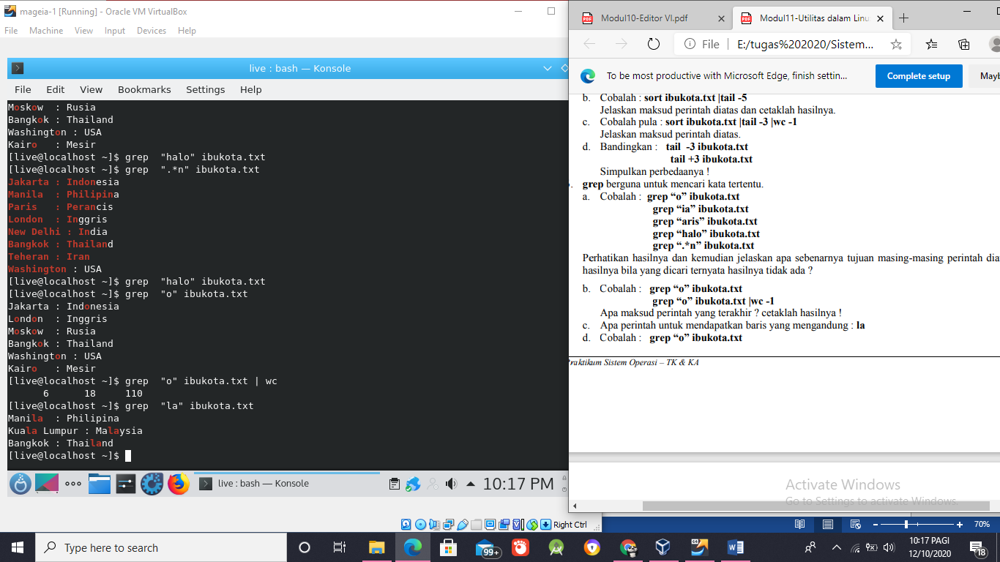 mageia-1 [Running] - Oracle VM VirtualBox
File Machine View Input Devices Help
live : bash — Konsole
File Edit View Bookmarks Settings Help
Moskow  : Rusia
Bangkok : Thailand
Washington : USA
Kairo   : Mesir
[live@localhost ~]$ grep  "halo" ibukota.txt
[live@localhost ~]$ grep  ".*n" ibukota.txt
Jakarta : Indonesia
Manila  : Philipina
Paris   : Perancis
London  : Inggris
New Delhi : India
Bangkok : Thailand
Teheran : Iran
Washington : USA
[live@localhost ~]$ grep  "halo" ibukota.txt
[live@localhost ~]$ grep  "o" ibukota.txt
Jakarta : Indonesia
London  : Inggris
Moskow  : Rusia
Bangkok : Thailand
Washington : USA
Kairo   : Mesir
[live@localhost ~]$ grep  "o" ibukota.txt | wc
      6      18     110
[live@localhost ~]$ grep  "la" ibukota.txt
Manila  : Philipina
Kuala Lumpur : Malaysia
Bangkok : Thailand
[live@localhost ~]$
live : bash — Konsole
10:17 PM
Right Ctrl
Modul10-Editor VI.pdf
Modul11-Utilitas dalam Linu
File
E:/tugas%202020/Sistem...
To be most productive with Microsoft Edge, finish settin...
Complete setup
Mayb
b. Cobalah : sort ibukota.txt |tail -5
Jelaskan maksud perintah diatas dan cetaklah hasilnya.
c. Cobalah pula : sort ibukota.txt |tail -3 |wc -1
Jelaskan maksud perintah diatas.
d. Bandingkan : tail -3 ibukota.txt
tail +3 ibukota.txt
Simpulkan perbedaanya !
. grep berguna untuk mencari kata tertentu.
a. Cobalah : grep “o” ibukota.txt
grep “ia” ibukota.txt
grep “aris” ibukota.txt
grep “halo” ibukota.txt
grep “.*n” ibukota.txt
Perhatikan hasilnya dan kemudian jelaskan apa sebenarnya tujuan masing-masing perintah dia
hasilnya bila yang dicari ternyata hasilnya tidak ada ?
b. Cobalah : grep “o” ibukota.txt
grep “o” ibukota.txt |wc -1
Apa maksud perintah yang terakhir ? cetaklah hasilnya !
c. Apa perintah untuk mendapatkan baris yang mengandung : la
d. Cobalah : grep “o” ibukota.txt
Praktikum Sistem Operasi – TK & KA
Activate Windows
Go to Settings to activate Windows.
70%
Type here to search
99+
10:17 PAGI
12/10/2020
18